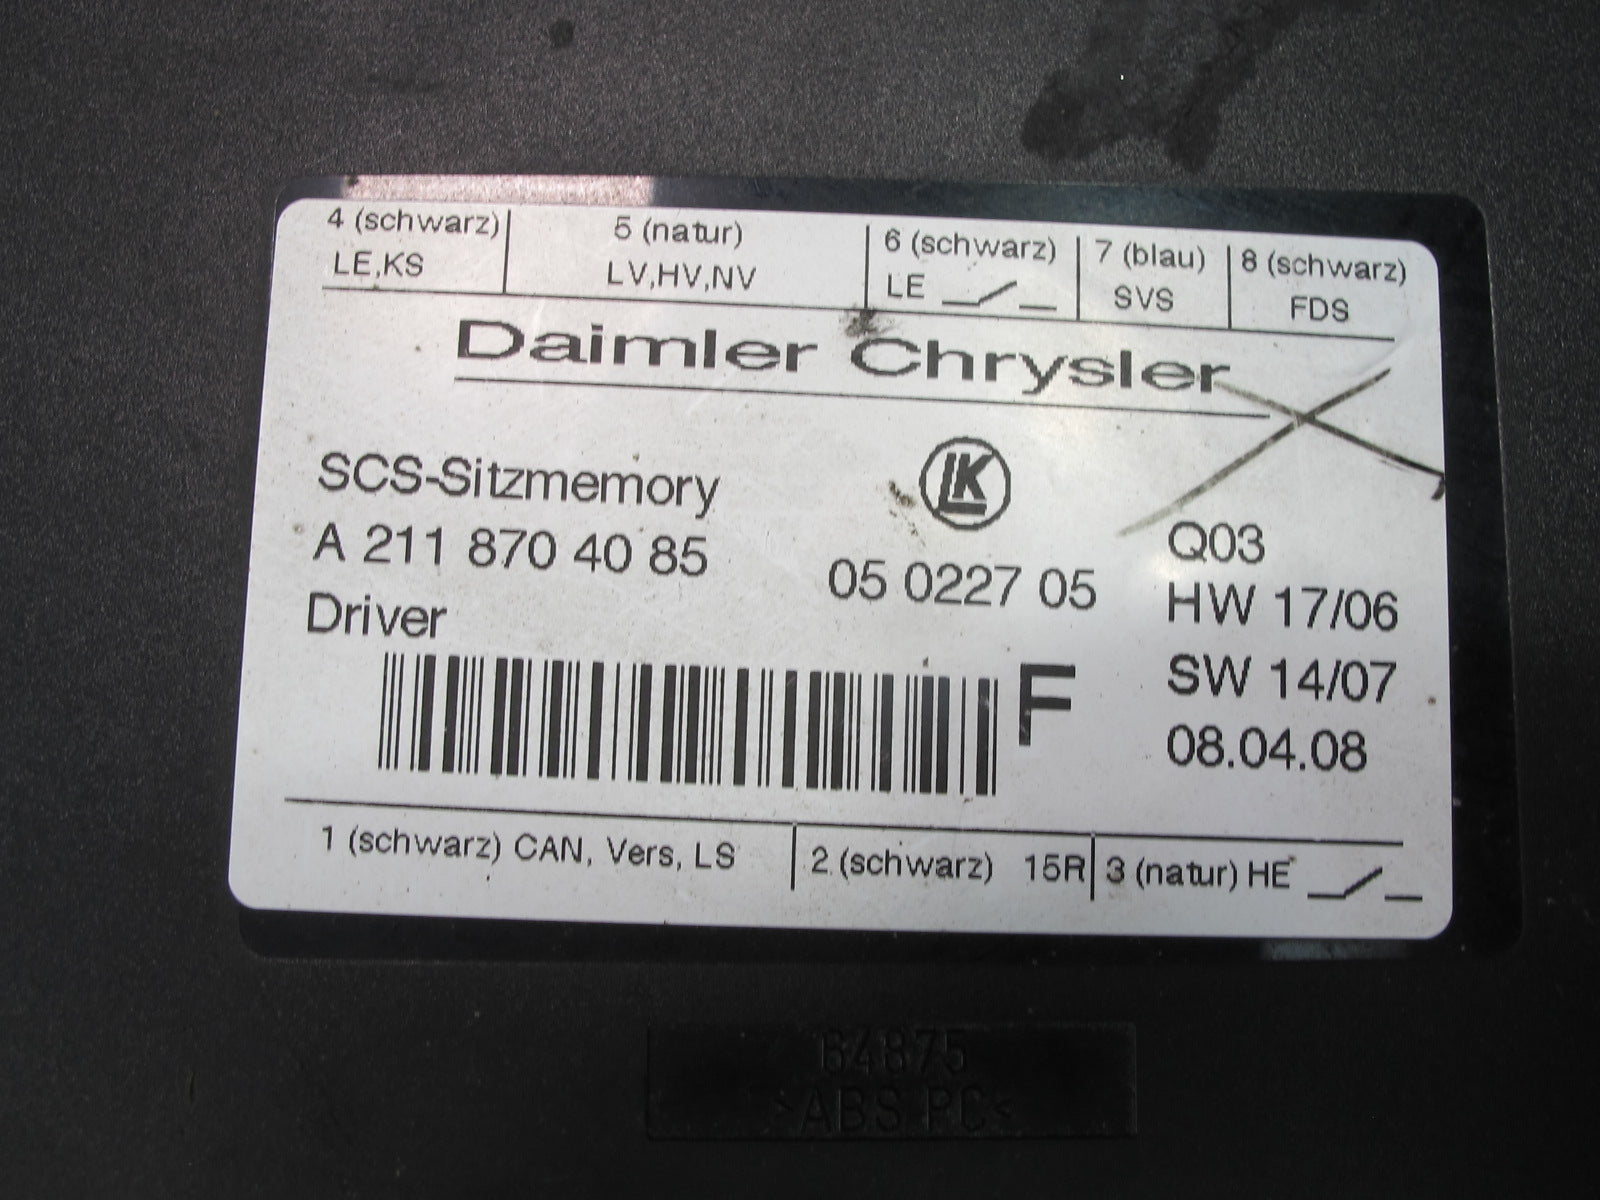 4 (schwarz) 5 (natur) 6 (schwarz) 7 (blau) 8 (schwarz)
LE,KS LV,HV,NV LE SVS FDS
Daimler Chrysler
LK
SCS-Sitzmemory
A 211 870 40 85 05 0227 05 Q03
Driver HW 17/06
F SW 14/07
08.04.08
1 (schwarz) CAN, Vers, LS 2 (schwarz) 15R 3 (natur) HE
64875
>ABS PC<